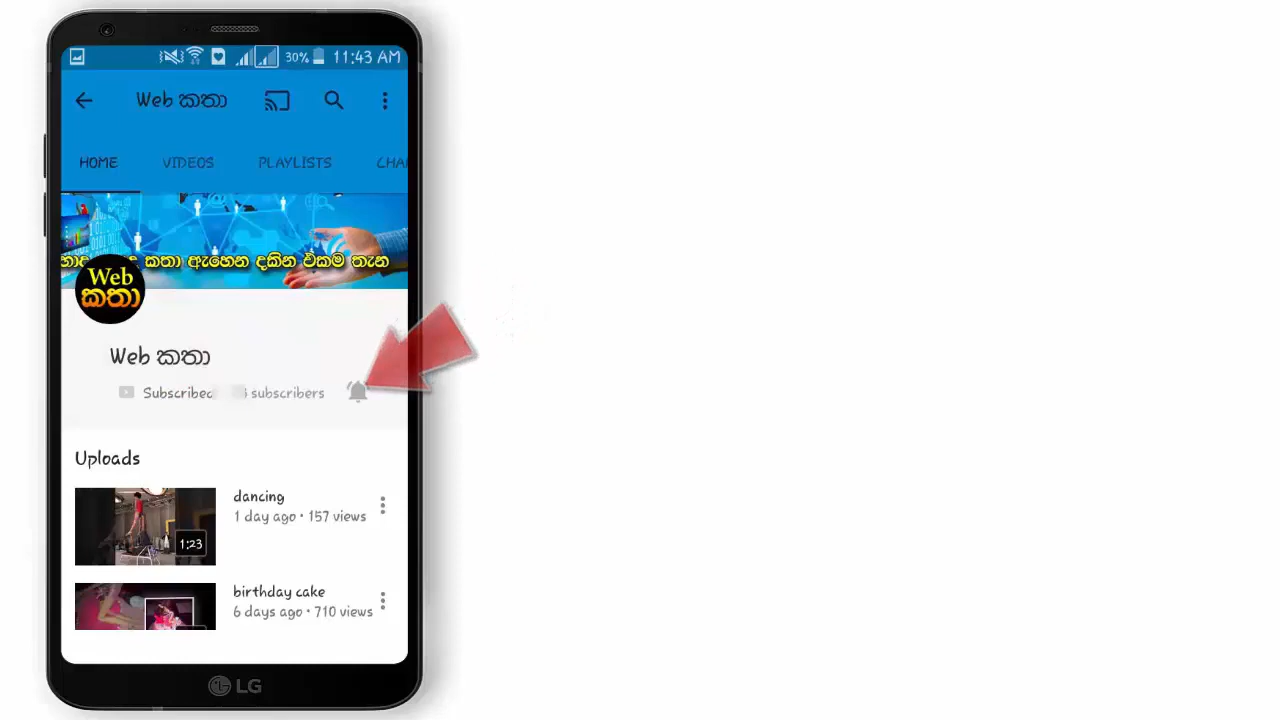 30% 11:43 AM
Web කතා
HOME VIDEOS PLAYLISTS CHA
කතා ඇහෙන දකින එකම තැන
Web
කතා
Web කතා
Subscribed subscribers
Uploads
dancing
1 day ago • 157 views
1:23
birthday cake
6 days ago • 710 views
LG